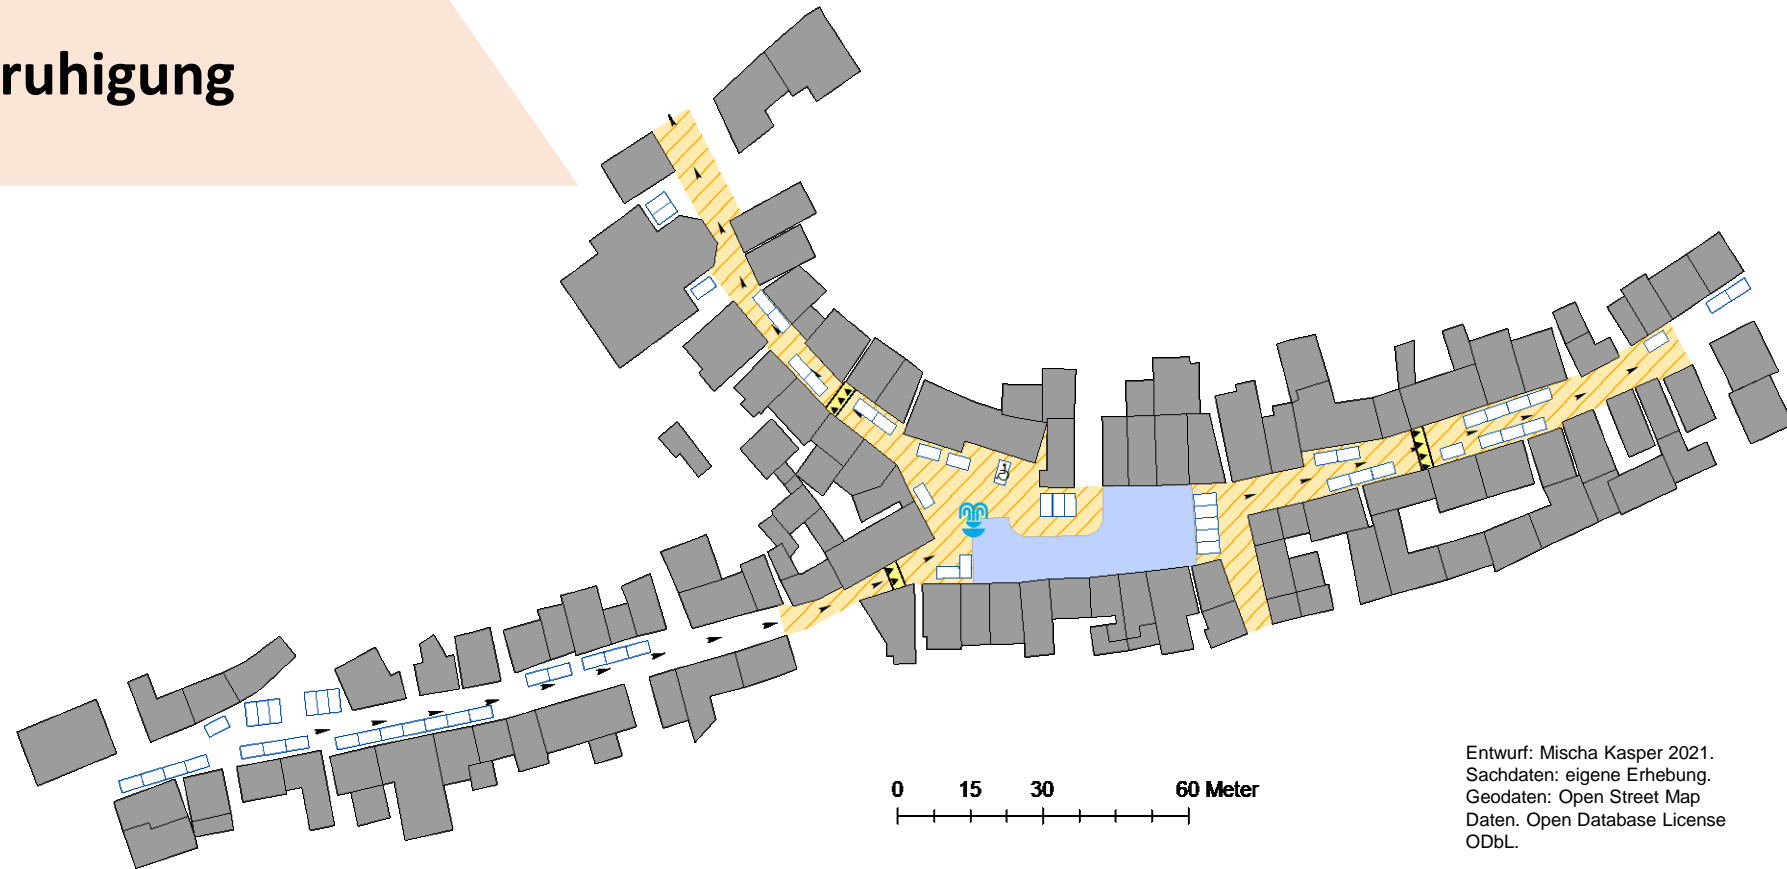 ruhigung
0 15 30 60 Meter
Entwurf: Mischa Kasper 2021.
Sachdaten: eigene Erhebung.
Geodaten: Open Street Map
Daten. Open Database License
ODbL.